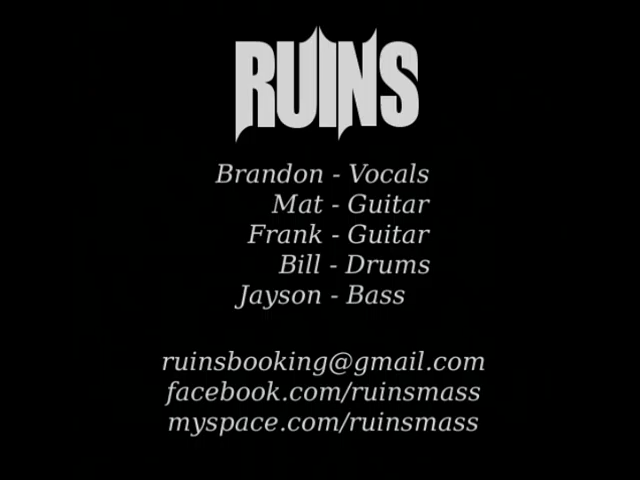 RUINS
Brandon - Vocals
Mat - Guitar
Frank - Guitar
Bill - Drums
Jayson - Bass
ruinsbooking@gmail.com
facebook.com/ruinsmass
myspace.com/ruinsmass